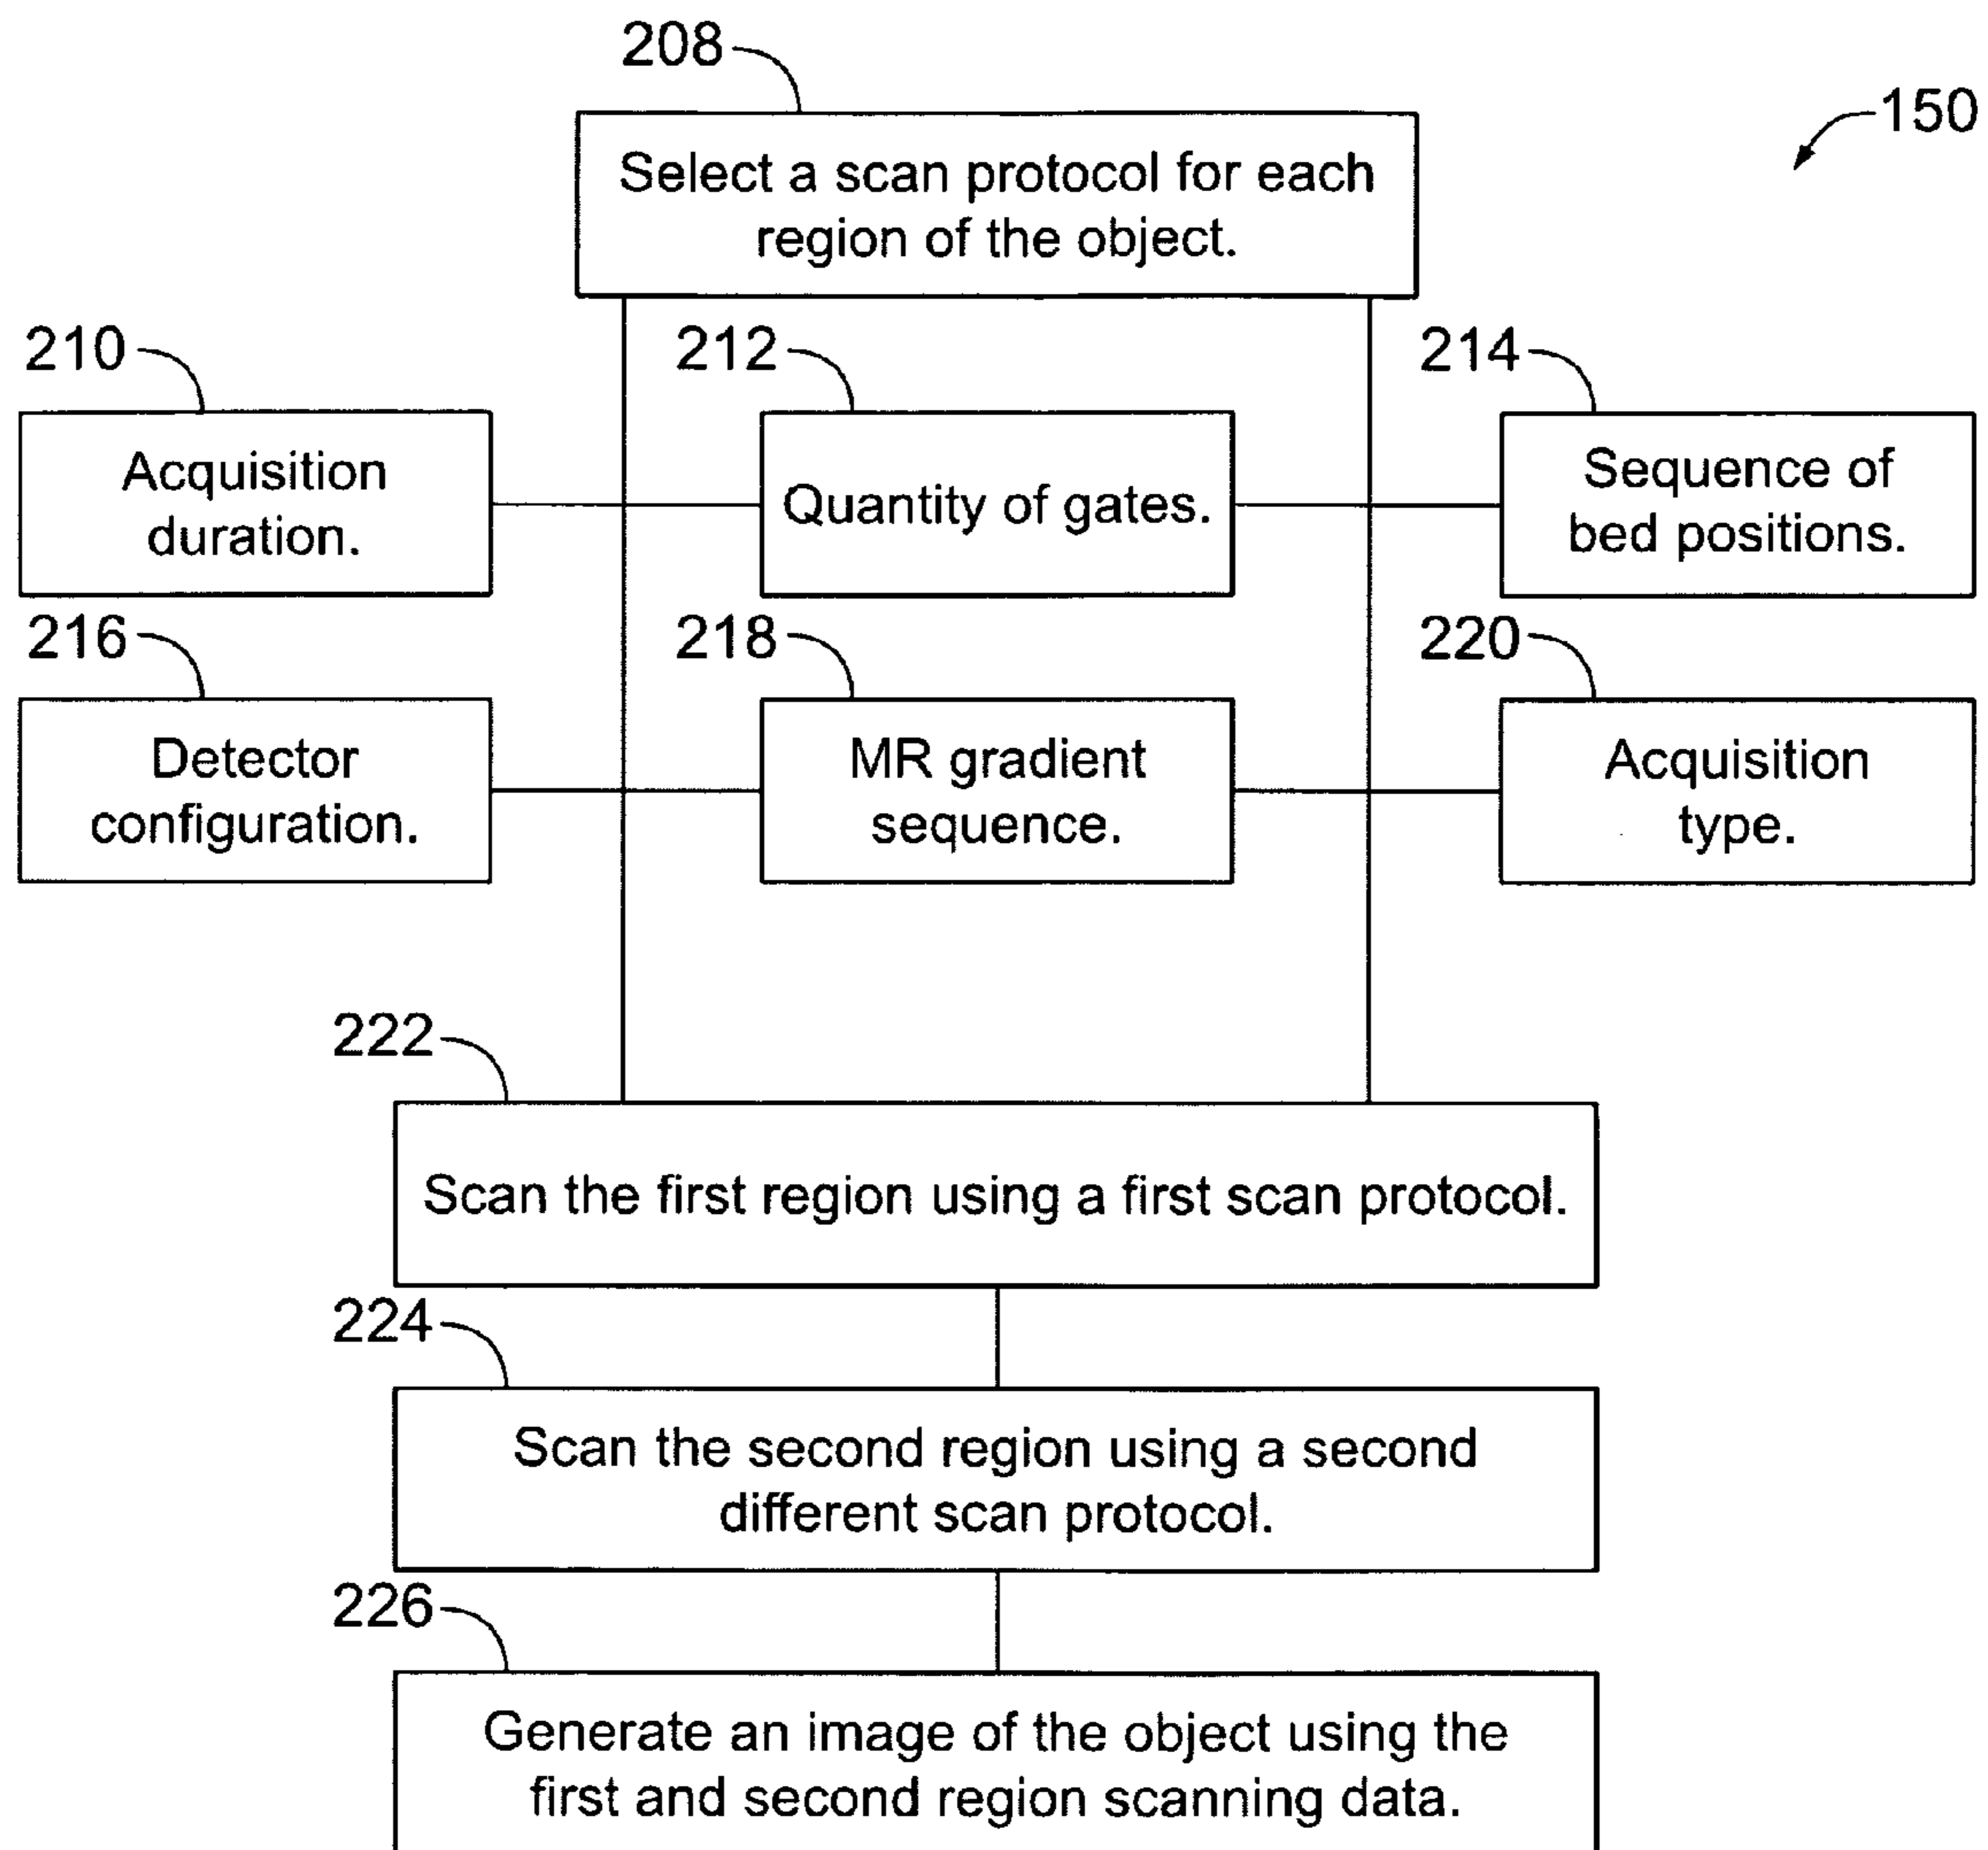 208
150
Select a scan protocol for each
region of the object.
210
212
214
Acquisition
duration.
Quantity of gates.
Sequence of
bed positions.
216
218
220
Detector
configuration.
MR gradient
sequence.
Acquisition
type.
222
Scan the first region using a first scan protocol.
224
Scan the second region using a second
different scan protocol.
226
Generate an image of the object using the
first and second region scanning data.